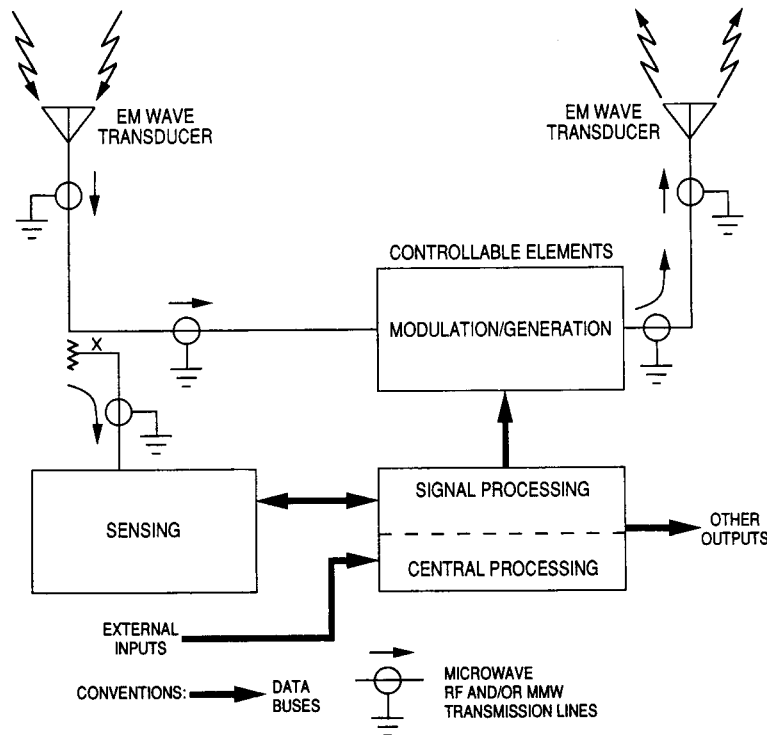 EM WAVE
TRANSDUCER
EM WAVE
TRANSDUCER
CONTROLLABLE ELEMENTS
MODULATION/GENERATION
X
SENSING
SIGNAL PROCESSING
CENTRAL PROCESSING
OTHER
OUTPUTS
EXTERNAL
INPUTS
CONVENTIONS:
DATA
BUSES
MICROWAVE
RF AND/OR MMW
TRANSMISSION LINES